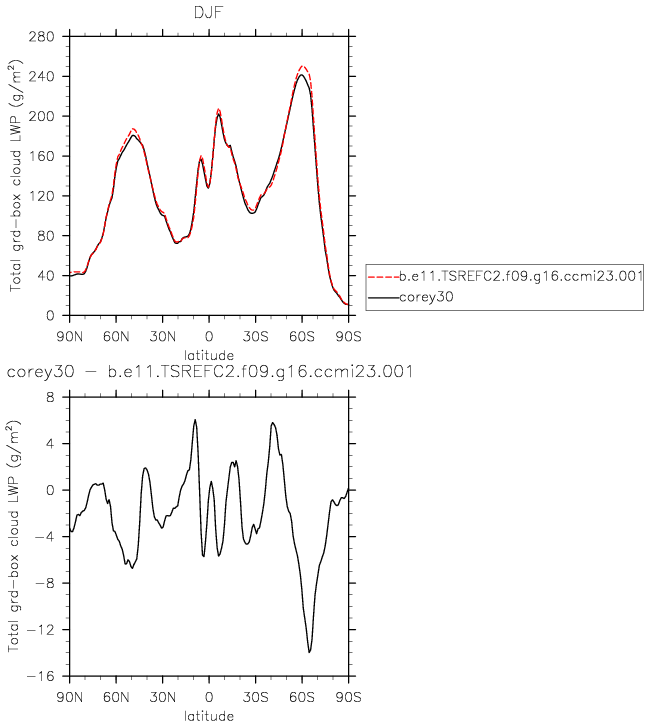 DJF
Total grd-box cloud LWP (g/m²)
280
240
200
160
120
80
40
0
90N 60N 30N 0 30S 60S 90S
latitude
b.e11.TSREFC2.f09.g16.ccmi23.001
corey30
corey30 - b.e11.TSREFC2.f09.g16.ccmi23.001
Total grd-box cloud LWP (g/m²)
8
4
0
-4
-8
-12
-16
90N 60N 30N 0 30S 60S 90S
latitude